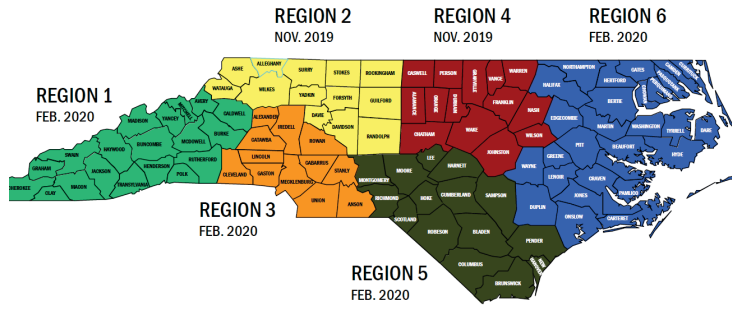 REGION 2
NOV. 2019
REGION 4
NOV. 2019
REGION 6
FEB. 2020
REGION 1
FEB. 2020
REGION 3
FEB. 2020
REGION 5
FEB. 2020
CHEROKEE
GRAHAM
SWAIN
CLAY
MACON
JACKSON
HAYWOOD
MADISON
BUNCOMBE
TRANSYLVANIA
HENDERSON
YANCEY
MITCHELL
AVERY
MCDOWELL
POLK
RUTHERFORD
BURKE
CALDWELL
WATAUGA
ASHE
ALLEGHANY
WILKES
SURRY
YADKIN
STOKES
FORSYTH
DAVIE
DAVIDSON
ROCKINGHAM
GUILFORD
RANDOLPH
ALEXANDER
IREDELL
CATAWBA
ROWAN
LINCOLN
CLEVELAND
GASTON
CABARRUS
MECKLENBURG
STANLY
UNION
ANSON
CASWELL
PERSON
GRANVILLE
VANCE
WARREN
ALAMANCE
ORANGE
DURHAM
FRANKLIN
NASH
WAKE
CHATHAM
WILSON
JOHNSTON
MONTGOMERY
MOORE
LEE
HARNETT
RICHMOND
HOKE
CUMBERLAND
SAMPSON
SCOTLAND
ROBESON
BLADEN
COLUMBUS
PENDER
BRUNSWICK
NEW HANOVER
NORTHAMPTON
HALIFAX
HERTFORD
GATES
BERTIE
EDGECOMBE
MARTIN
WASHINGTON
TYRRELL
DARE
PITT
BEAUFORT
HYDE
WAYNE
GREENE
LENOIR
CRAVEN
PAMLICO
JONES
DUPLIN
ONSLOW
CARTERET